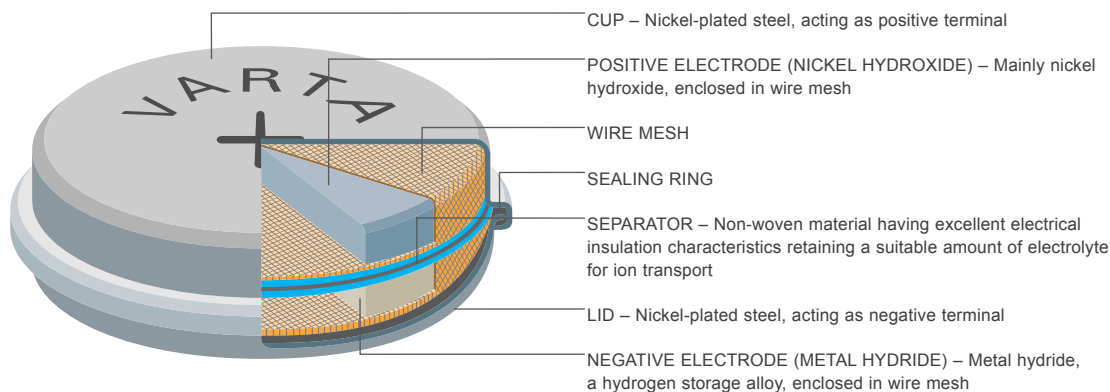 CUP – Nickel-plated steel, acting as positive terminal
VARTA
+
POSITIVE ELECTRODE (NICKEL HYDROXIDE) – Mainly nickel
hydroxide, enclosed in wire mesh
WIRE MESH
SEALING RING
SEPARATOR – Non-woven material having excellent electrical
insulation characteristics retaining a suitable amount of electrolyte
for ion transport
LID – Nickel-plated steel, acting as negative terminal
NEGATIVE ELECTRODE (METAL HYDRIDE) – Metal hydride,
a hydrogen storage alloy, enclosed in wire mesh